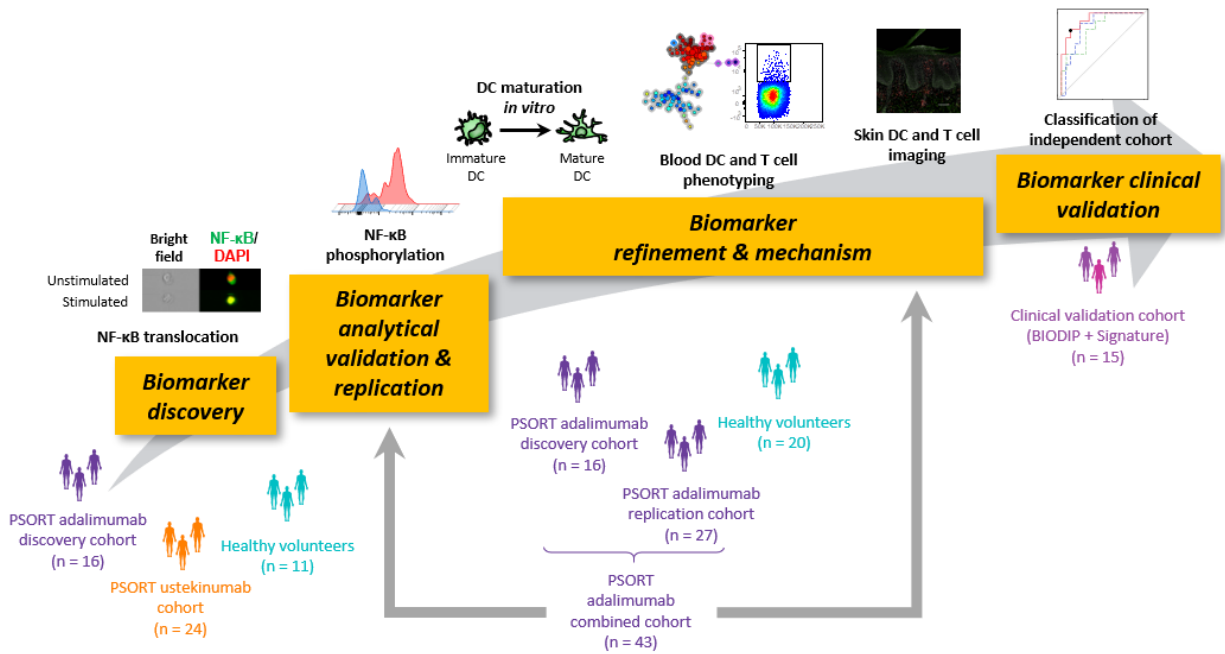 DC maturation
in vitro
Immature
DC
Mature
DC
Blood DC and T cell
phenotyping
Skin DC and T cell
imaging
Classification of
independent cohort
Biomarker clinical
validation
NF-κB
phosphorylation
Biomarker
refinement & mechanism
Bright
field
NF-κB/
DAPI
Unstimulated
Stimulated
NF-κB translocation
Biomarker
discovery
Biomarker
analytical
validation &
replication
Clinical validation cohort
(BIODIP + Signature)
(n = 15)
PSORT adalimumab
discovery cohort
(n = 16)
Healthy volunteers
(n = 20)
PSORT adalimumab
replication cohort
(n = 27)
PSORT adalimumab
discovery cohort
(n = 16)
PSORT ustekinumab
cohort
(n = 24)
Healthy volunteers
(n = 11)
PSORT
adalimumab
combined cohort
(n = 43)